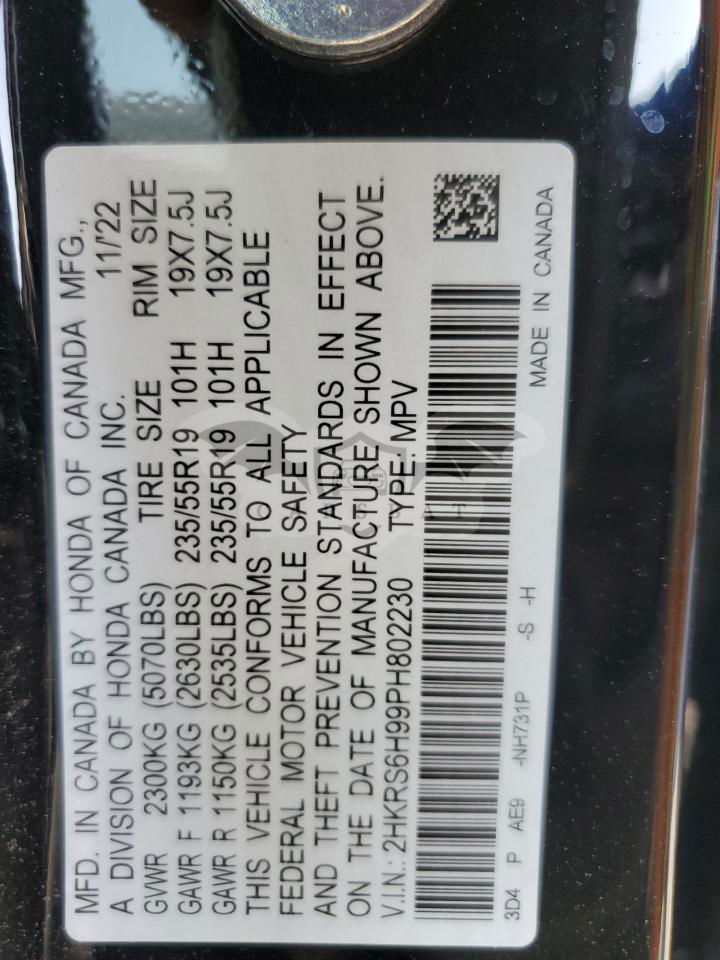 MFD. IN CANADA BY HONDA OF CANADA MFG.,
A DIVISION OF HONDA CANADA INC. 11/'22
GVWR 2300KG (5070LBS) TIRE SIZE RIM SIZE
GAWR F 1193KG (2630LBS) 235/55R19 101H 19X7.5J
GAWR R 1150KG (2535LBS) 235/55R19 101H 19X7.5J
THIS VEHICLE CONFORMS TO ALL APPLICABLE
FEDERAL MOTOR VEHICLE SAFETY
AND THEFT PREVENTION STANDARDS IN EFFECT
ON THE DATE OF MANUFACTURE SHOWN ABOVE.
V.I.N.: 2HKRS6H99PH802230 TYPE: MPV
3D4 P AE9 -NH731P -S -H MADE IN CANADA